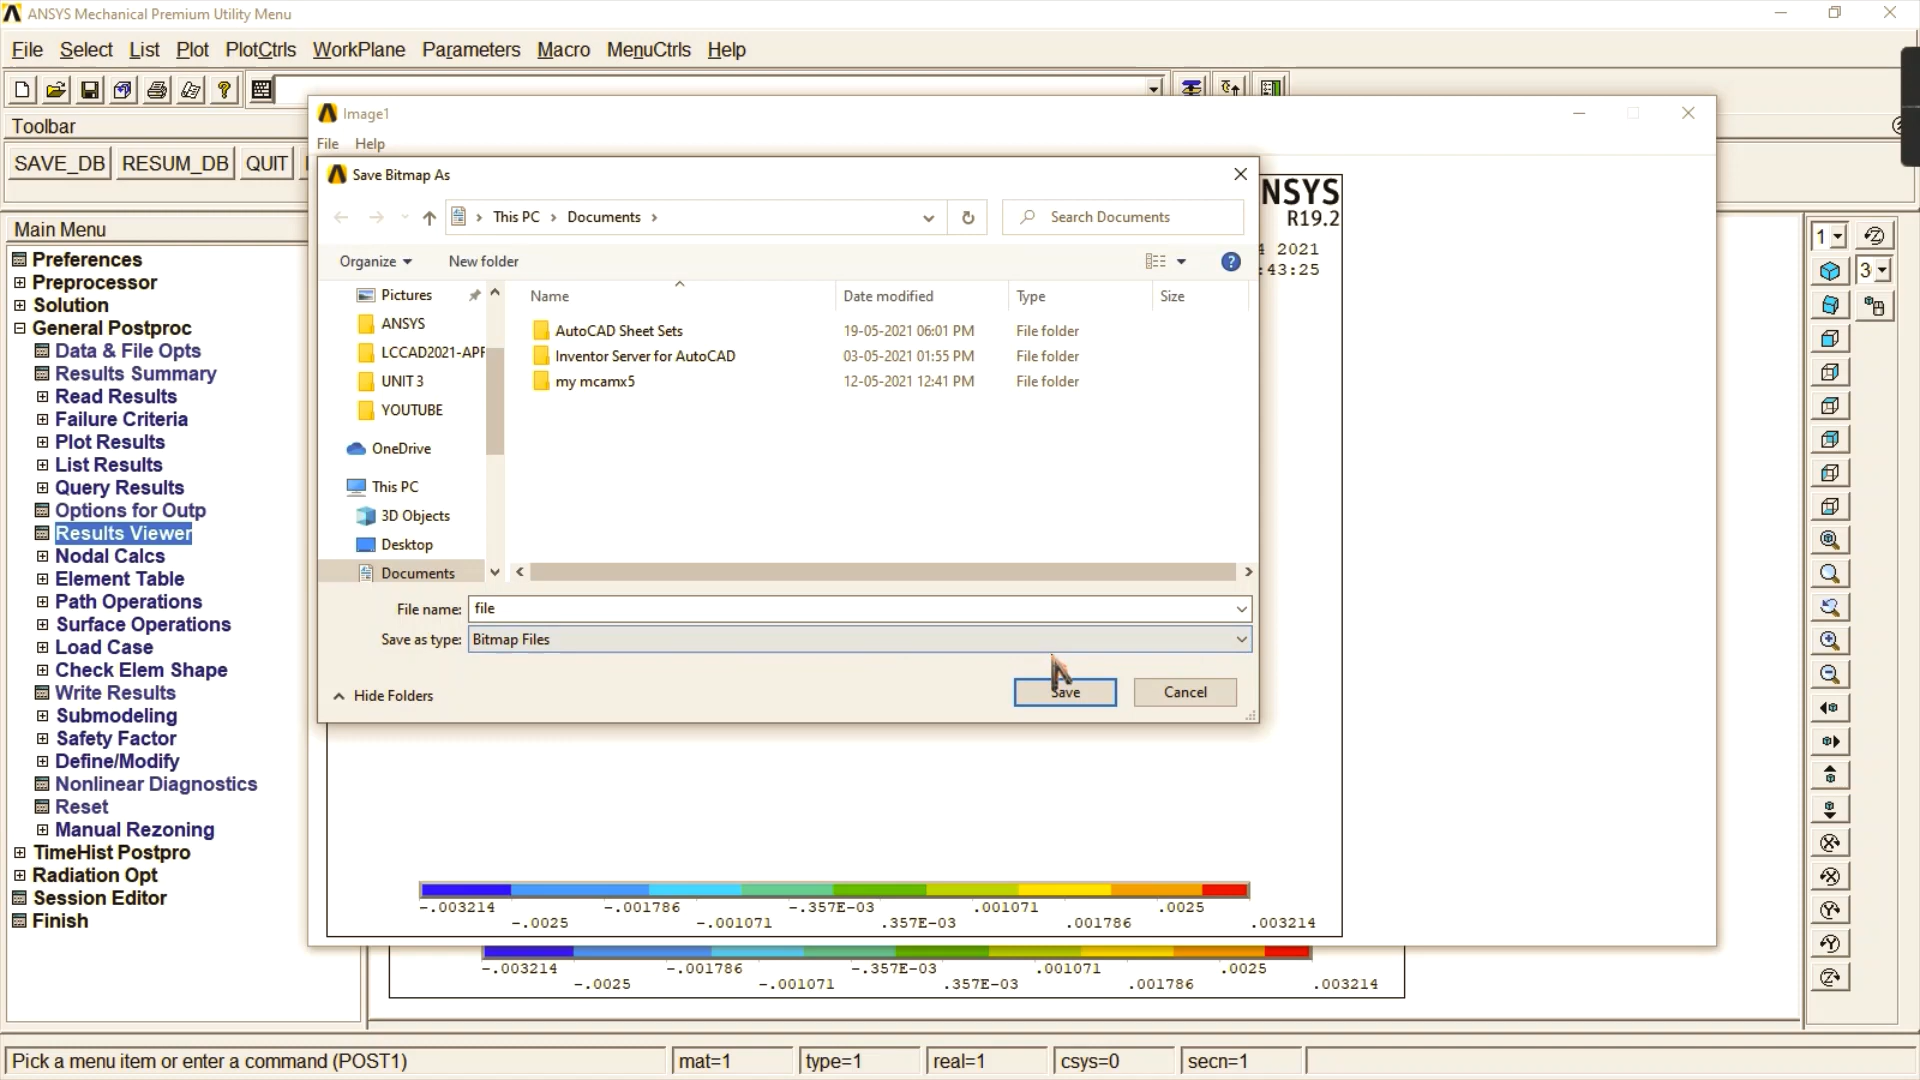 ANSYS Mechanical Premium Utility Menu
File Select List Plot PlotCtrls WorkPlane Parameters Macro MenuCtrls Help
Toolbar
SAVE_DB RESUM_DB QUIT
Image1
File Help
Save Bitmap As
This PC Documents
Search Documents
Organize New folder
Pictures
ANSYS
LCCAD2021-APR
UNIT 3
YOUTUBE
OneDrive
This PC
3D Objects
Desktop
Documents
Name Date modified Type Size
AutoCAD Sheet Sets 19-05-2021 06:01 PM File folder
Inventor Server for AutoCAD 03-05-2021 01:55 PM File folder
my mcamx5 12-05-2021 12:41 PM File folder
File name: file
Save as type: Bitmap Files
Hide Folders
Save Cancel
NSYS
R19.2
4 2021
:43:25
Main Menu
Preferences
Preprocessor
Solution
General Postproc
Data & File Opts
Results Summary
Read Results
Failure Criteria
Plot Results
List Results
Query Results
Options for Outp
Results Viewer
Nodal Calcs
Element Table
Path Operations
Surface Operations
Load Case
Check Elem Shape
Write Results
Submodeling
Safety Factor
Define/Modify
Nonlinear Diagnostics
Reset
Manual Rezoning
TimeHist Postpro
Radiation Opt
Session Editor
Finish
1
3
-.003214 -.001786 -.357E-03 .001071 .0025
-.0025 -.001071 .357E-03 .001786 .003214
-.003214 -.001786 -.357E-03 .001071 .0025
-.0025 -.001071 .357E-03 .001786 .003214
Pick a menu item or enter a command (POST1) mat=1 type=1 real=1 csys=0 secn=1